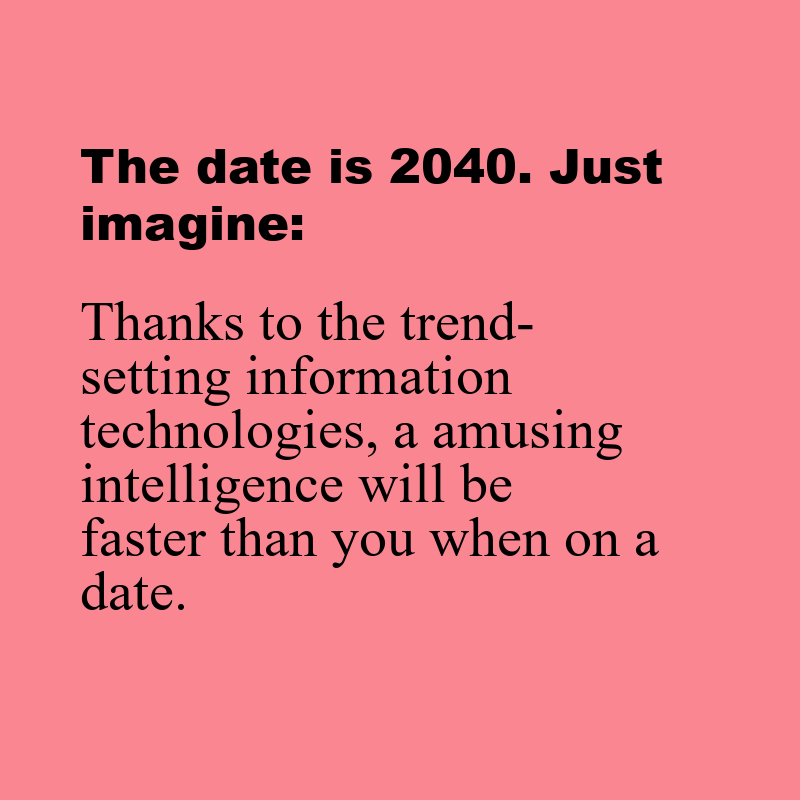 The date is 2040. Just
imagine:
Thanks to the trend-
setting information
technologies, a amusing
intelligence will be
faster than you when on a
date.